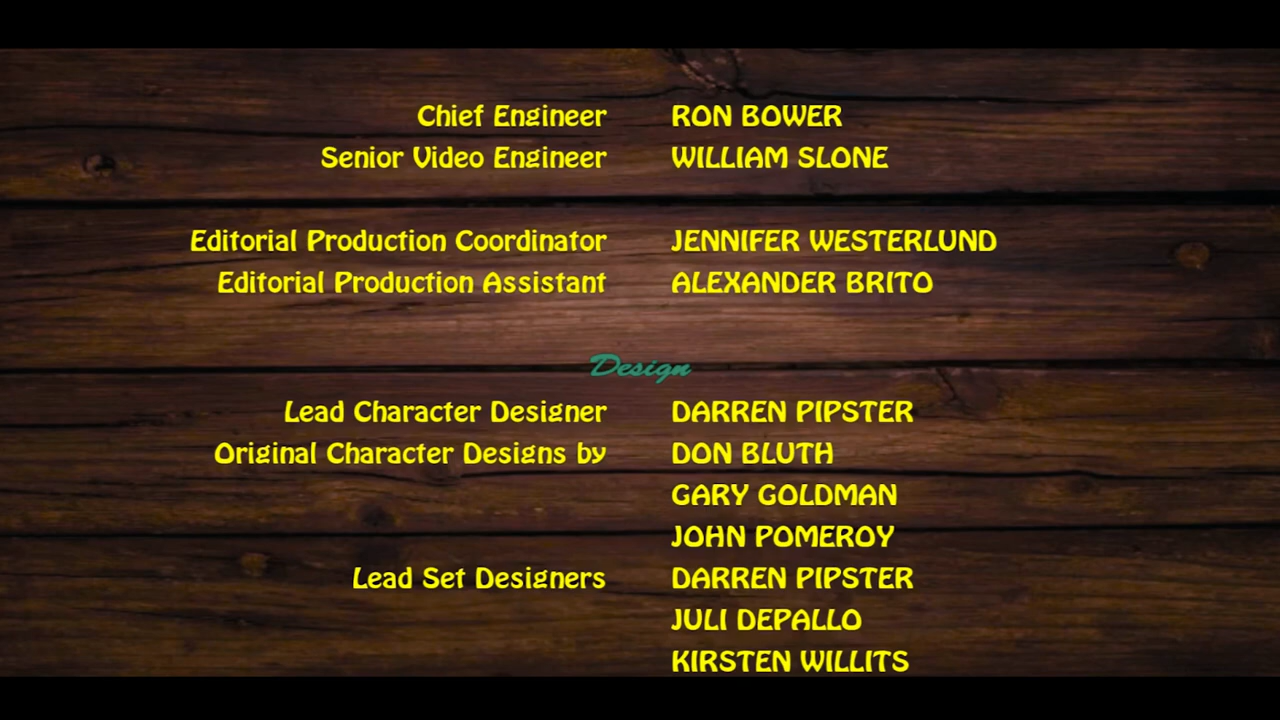 Chief Engineer RON BOWER
Senior Video Engineer WILLIAM SLONE
Editorial Production Coordinator JENNIFER WESTERLUND
Editorial Production Assistant ALEXANDER BRITO
Design
Lead Character Designer DARREN PIPSTER
Original Character Designs by DON BLUTH
GARY GOLDMAN
JOHN POMEROY
Lead Set Designers DARREN PIPSTER
JULI DEPALLO
KIRSTEN WILLITS